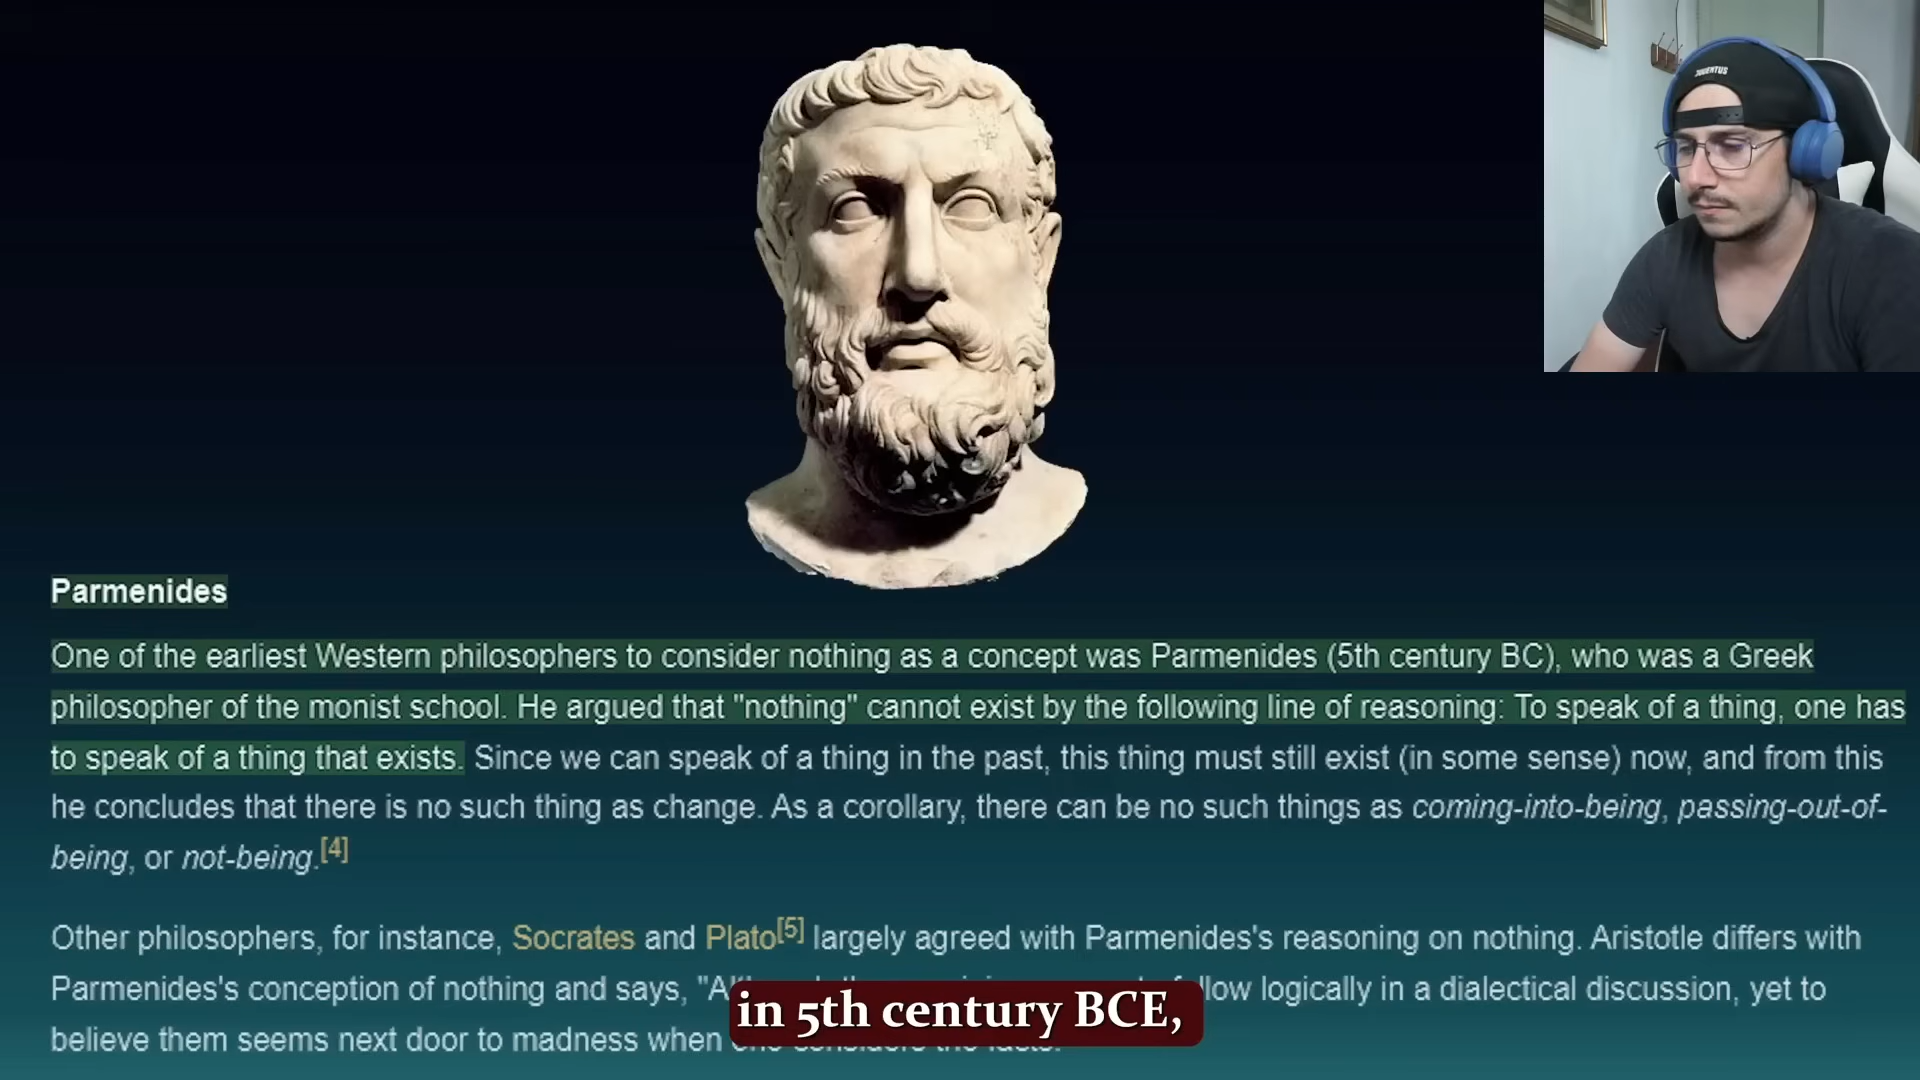 JUVENTUS
Parmenides
One of the earliest Western philosophers to consider nothing as a concept was Parmenides (5th century BC), who was a Greek
philosopher of the monist school. He argued that "nothing" cannot exist by the following line of reasoning: To speak of a thing, one has
to speak of a thing that exists. Since we can speak of a thing in the past, this thing must still exist (in some sense) now, and from this
he concludes that there is no such thing as change. As a corollary, there can be no such things as coming-into-being, passing-out-of-
being, or not-being.[4]
Other philosophers, for instance, Socrates and Plato[5] largely agreed with Parmenides's reasoning on nothing. Aristotle differs with
Parmenides's conception of nothing and says, logically in a dialectical discussion, yet to
in 5th century BCE,
believe them seems next door to madness when